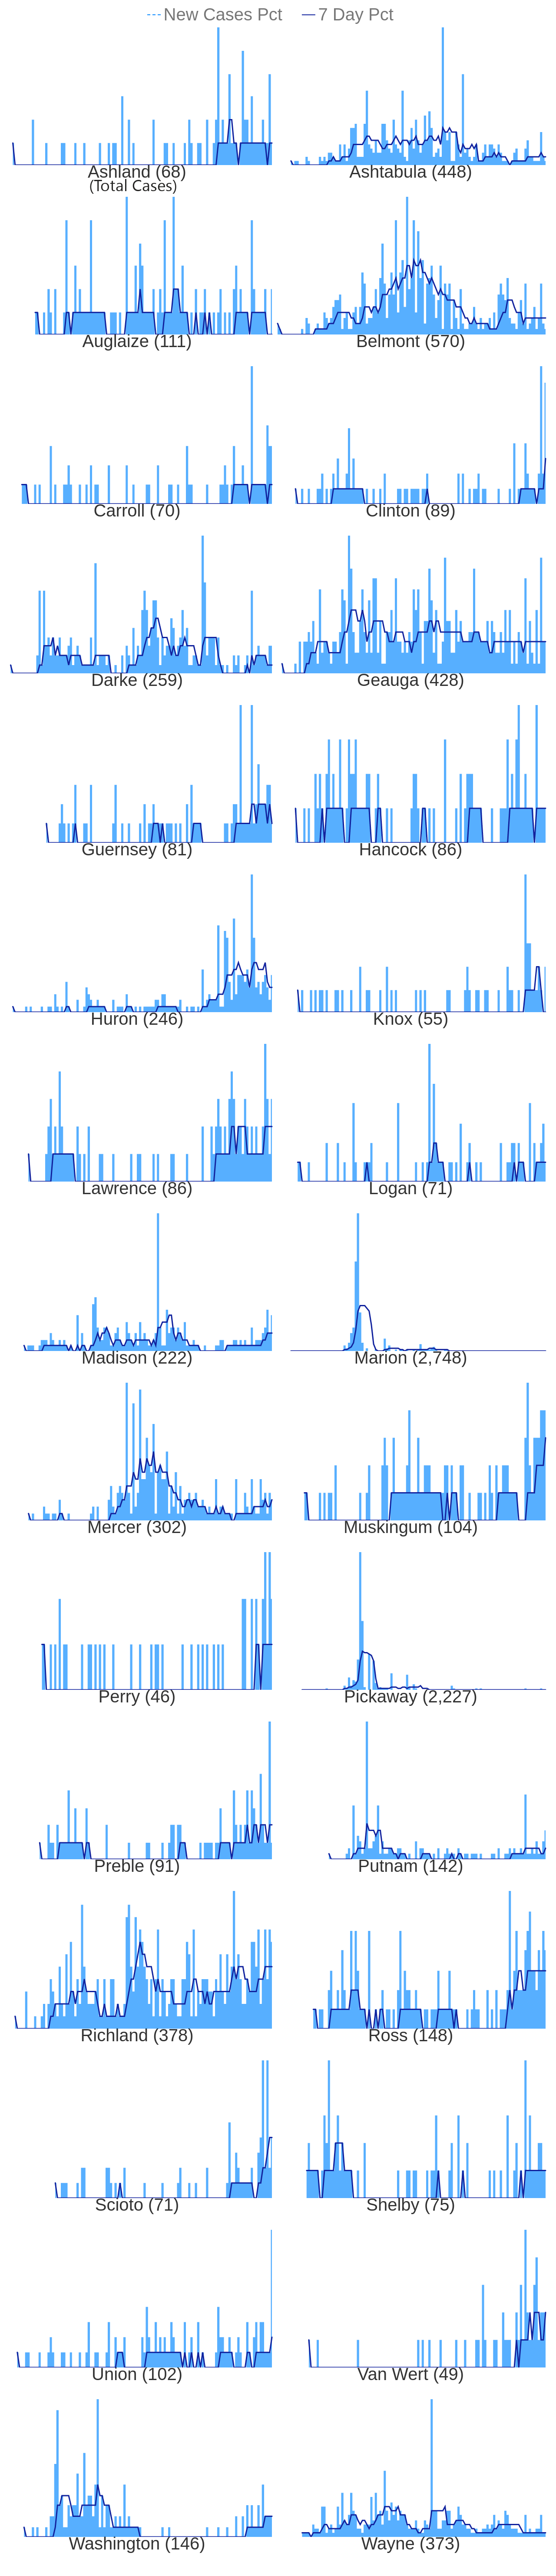 New Cases Pct 7 Day Pct
Ashland (68) Ashtabula (448)
(Total Cases)
Auglaize (111) Belmont (570)
Carroll (70) Clinton (89)
Darke (259) Geauga (428)
Guernsey (81) Hancock (86)
Huron (246) Knox (55)
Lawrence (86) Logan (71)
Madison (222) Marion (2,748)
Mercer (302) Muskingum (104)
Perry (46) Pickaway (2,227)
Preble (91) Putnam (142)
Richland (378) Ross (148)
Scioto (71) Shelby (75)
Union (102) Van Wert (49)
Washington (146) Wayne (373)